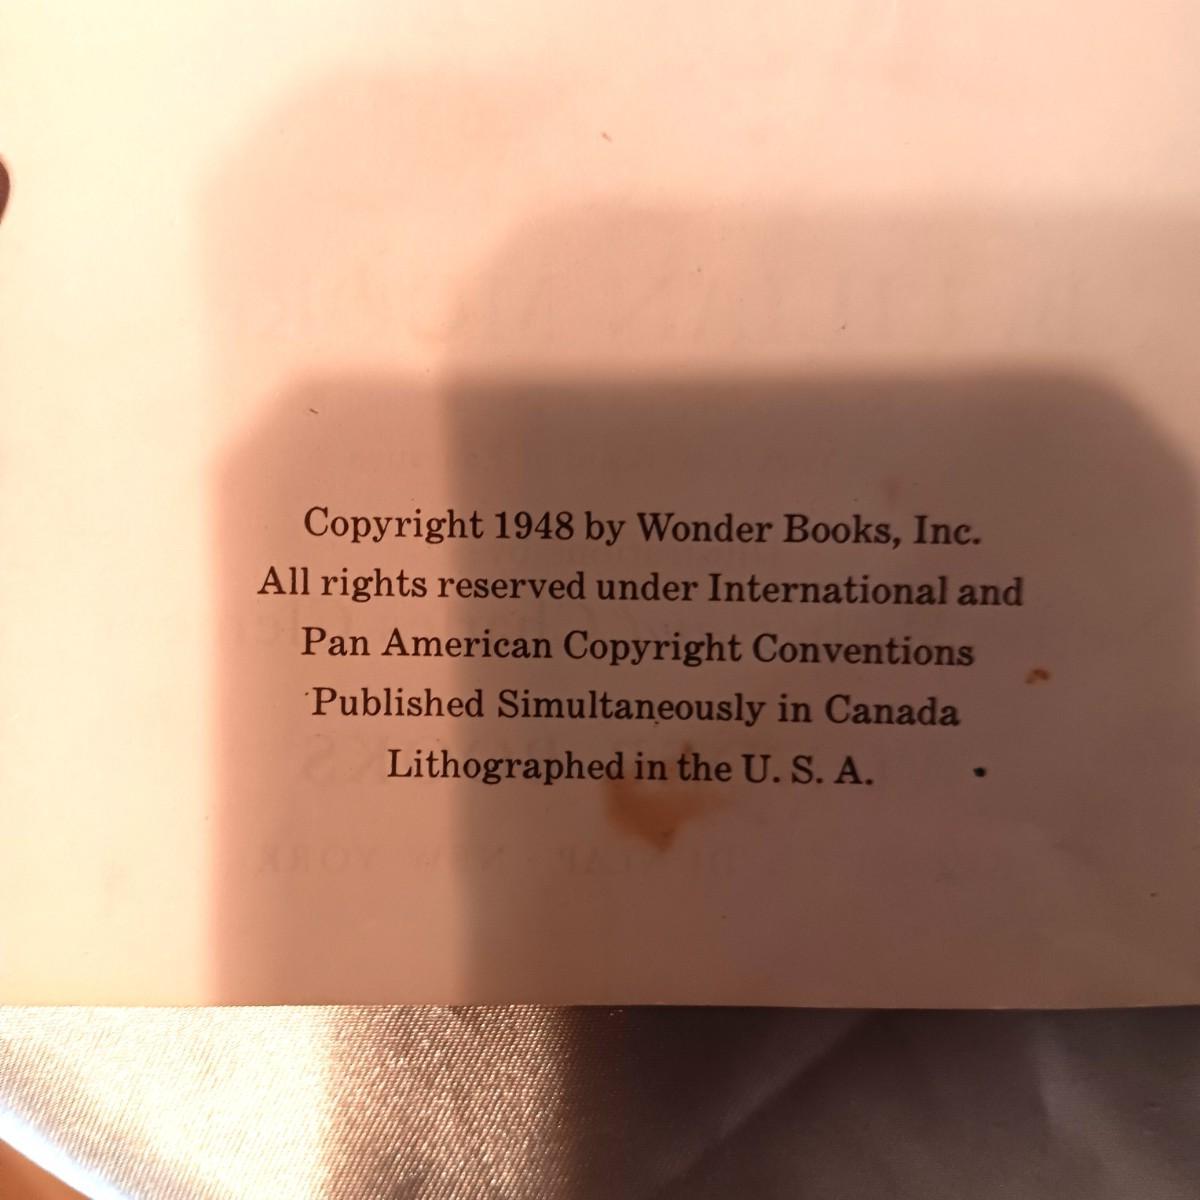 Copyright 1948 by Wonder Books, Inc.
All rights reserved under International and
Pan American Copyright Conventions
Published Simultaneously in Canada
Lithographed in the U. S. A.